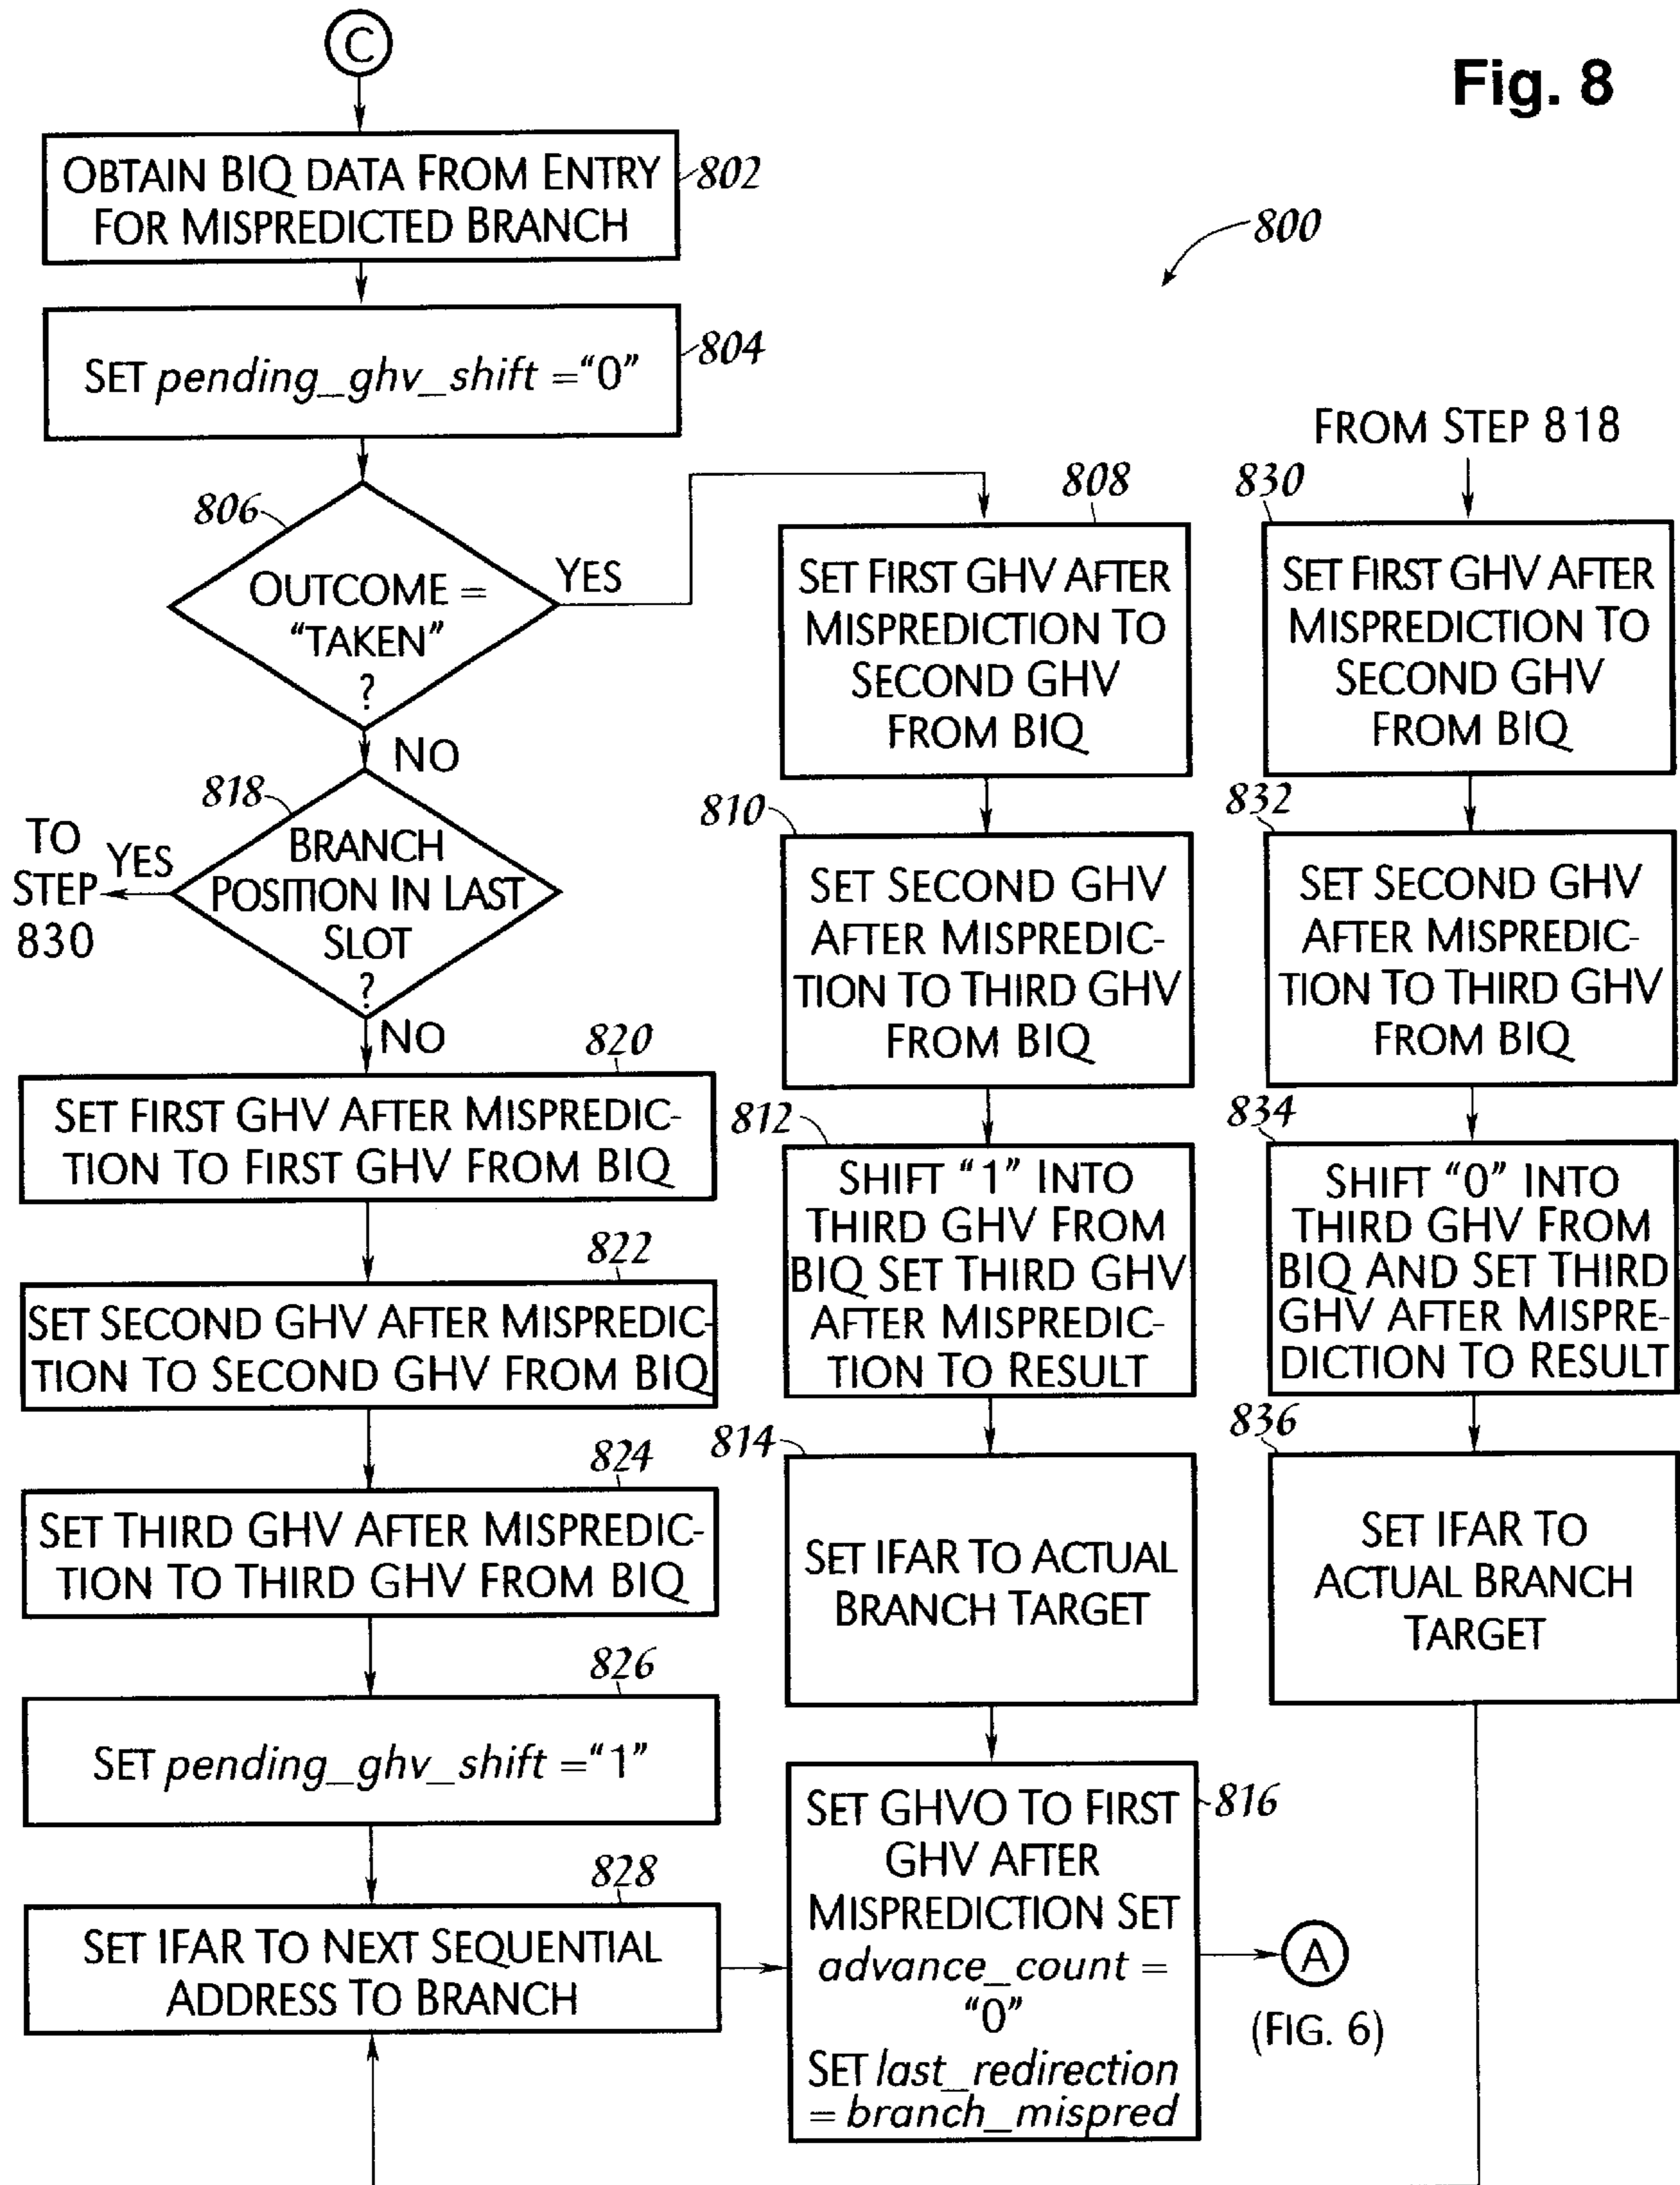 C
Fig. 8
OBTAIN BIQ DATA FROM ENTRY
FOR MISPREDICTED BRANCH
802
800
SET pending_ghv_shift ="0"
804
806
OUTCOME =
"TAKEN"
?
YES
NO
818
BRANCH
POSITION IN LAST
SLOT
?
YES
TO
STEP
830
NO
820
SET FIRST GHV AFTER MISPREDIC-
TION TO FIRST GHV FROM BIQ
822
SET SECOND GHV AFTER MISPREDIC-
TION TO SECOND GHV FROM BIQ
824
SET THIRD GHV AFTER MISPREDIC-
TION TO THIRD GHV FROM BIQ
826
SET pending_ghv_shift ="1"
828
SET IFAR TO NEXT SEQUENTIAL
ADDRESS TO BRANCH
808
SET FIRST GHV AFTER
MISPREDICTION TO
SECOND GHV
FROM BIQ
810
SET SECOND GHV
AFTER MISPREDIC-
TION TO THIRD GHV
FROM BIQ
812
SHIFT "1" INTO
THIRD GHV FROM
BIQ SET THIRD GHV
AFTER MISPREDIC-
TION TO RESULT
814
SET IFAR TO ACTUAL
BRANCH TARGET
SET GHVO TO FIRST
GHV AFTER
MISPREDICTION SET
advance_count =
"0"
SET last_redirection
= branch_mispred
816
A
(FIG. 6)
FROM STEP 818
830
SET FIRST GHV AFTER
MISPREDICTION TO
SECOND GHV
FROM BIQ
832
SET SECOND GHV
AFTER MISPREDIC-
TION TO THIRD GHV
FROM BIQ
834
SHIFT "0" INTO
THIRD GHV FROM
BIQ AND SET THIRD
GHV AFTER MISPRE-
DICTION TO RESULT
836
SET IFAR TO
ACTUAL BRANCH
TARGET